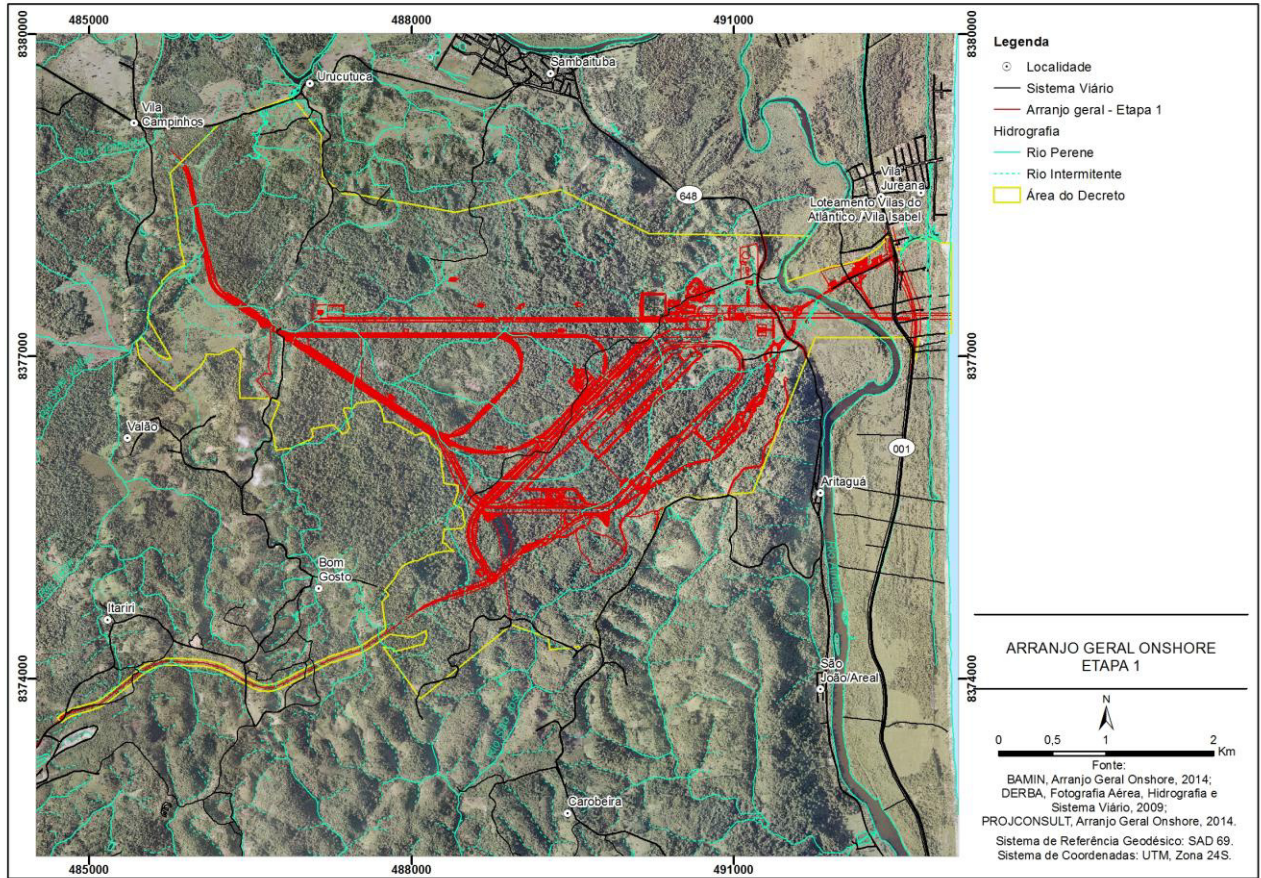 485000
488000
491000
8380000
8380000
Sambaituba
Urucutuca
Vila
Campinhos
648
Vila
Jureana
Loteamento Vilas do
Atlântico / Vila Isabel
8377000
8377000
Valão
001
Aritaguá
Bom
Gosto
Itariri
8374000
8374000
São
João/Areal
Carobeira
485000
488000
491000
Legenda
Localidade
Sistema Viário
Arranjo geral - Etapa 1
Hidrografia
Rio Perene
Rio Intermitente
Área do Decreto
ARRANJO GERAL ONSHORE
ETAPA 1
N
0 0,5 1 2
Km
Fonte:
BAMIN, Arranjo Geral Onshore, 2014;
DERBA, Fotografia Aérea, Hidrografia e
Sistema Viário, 2009;
PROJCONSULT, Arranjo Geral Onshore, 2014.
Sistema de Referência Geodésico: SAD 69.
Sistema de Coordenadas: UTM, Zona 24S.